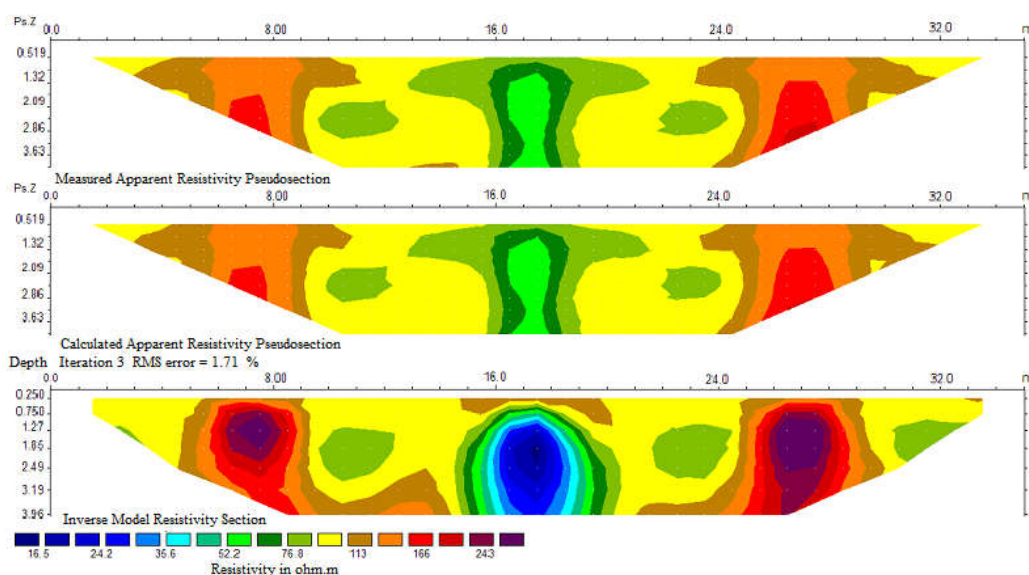 Ps.Z 0.0 8.00 16.0 24.0 32.0
0.519
1.32
2.09
2.86
3.63
Measured Apparent Resistivity Pseudosection
Ps.Z 0.0 8.00 16.0 24.0 32.0
0.519
1.32
2.09
2.86
3.63
Calculated Apparent Resistivity Pseudosection
Depth Iteration 3 RMS error = 1.71 %
0.0 8.00 16.0 24.0 32.0
0.250
0.750
1.27
1.85
2.49
3.19
3.96
Inverse Model Resistivity Section
16.5 24.2 35.6 52.2 76.8 113 166 243
Resistivity in ohm.m